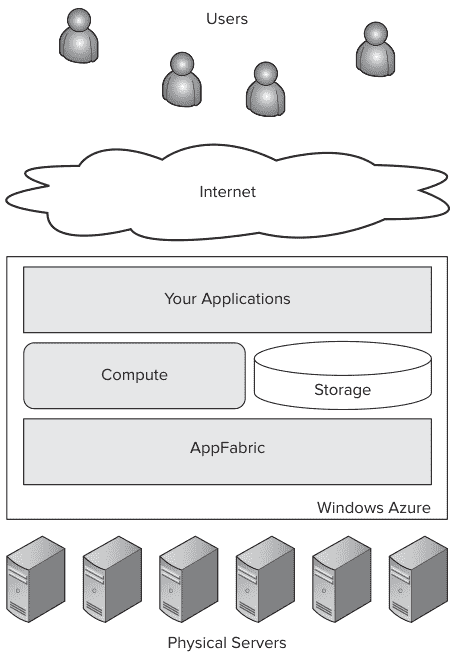 Users
Internet
Your Applications
Compute
Storage
AppFabric
Windows Azure
Physical Servers